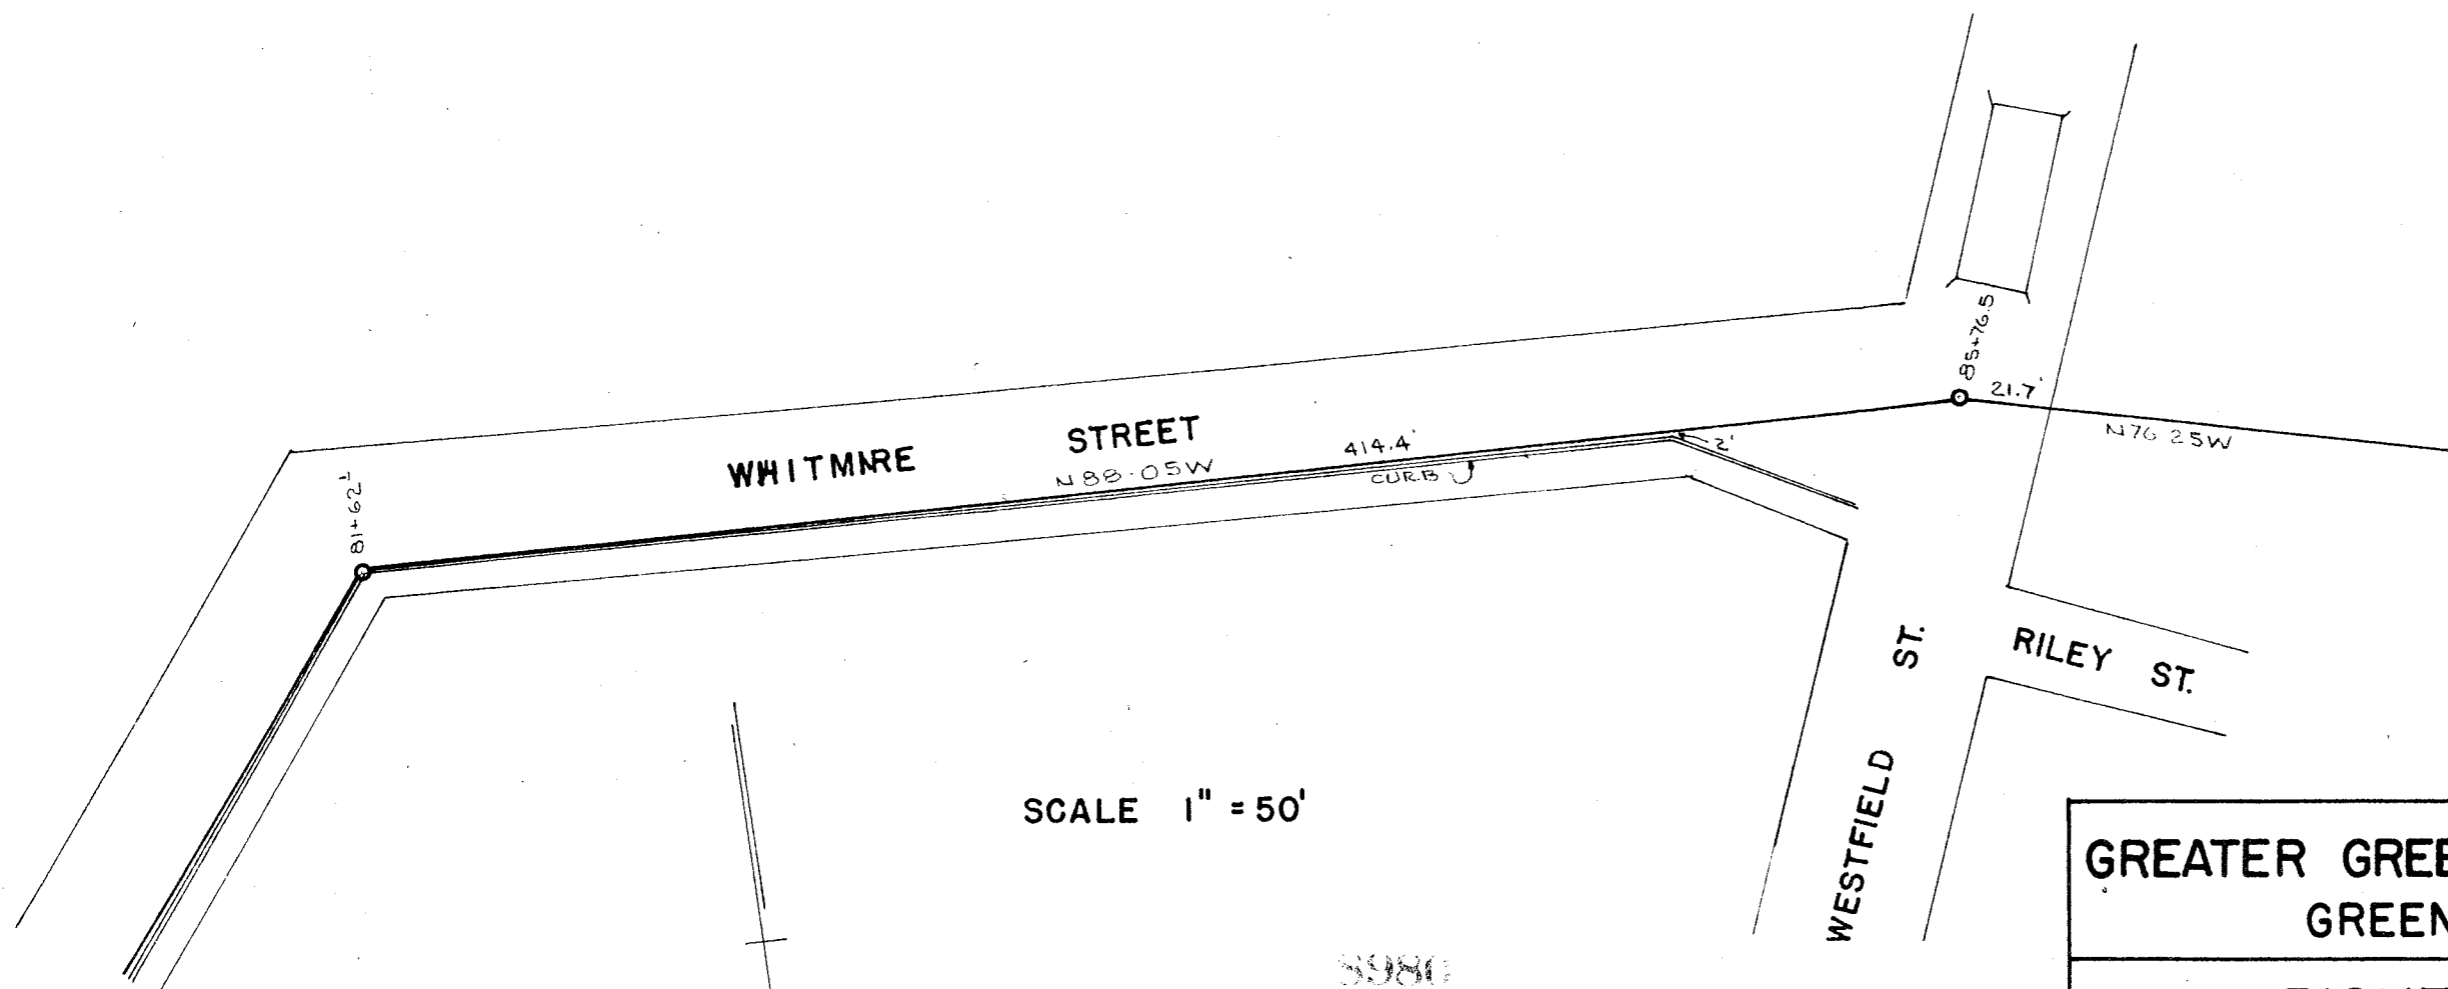 85+76.5
21.7'
N76 25W
WHITMIRE STREET
414.4'
2'
N88-05W
CURB
81+62.1
RILEY ST.
WESTFIELD ST.
SCALE 1" = 50'
GREATER GREE
GREEN